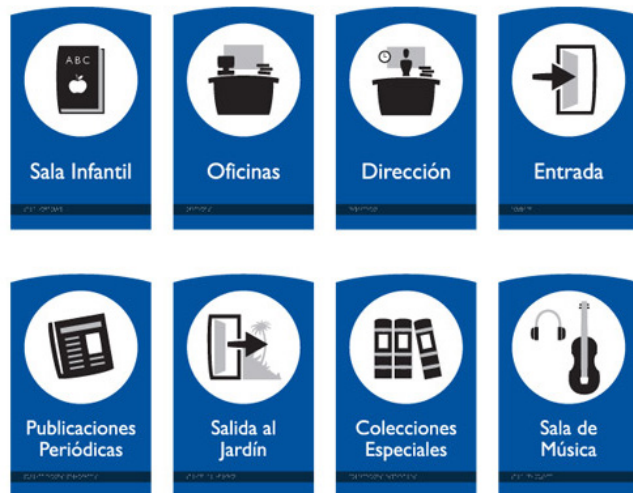 ABC
Sala Infantil
Oficinas
Dirección
Entrada
Publicaciones
Periódicas
Salida al
Jardín
Colecciones
Especiales
Sala de
Música